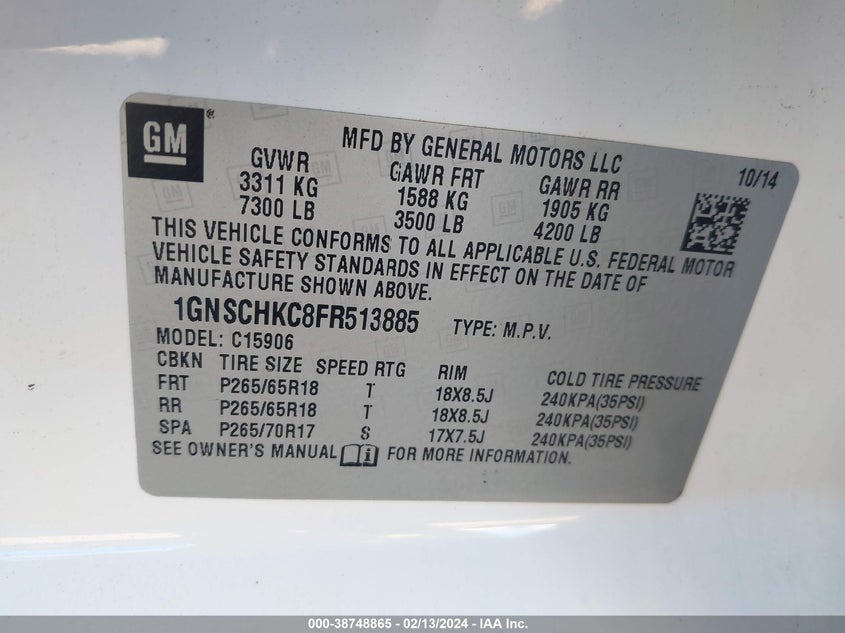 GM®
MFD BY GENERAL MOTORS LLC
10/14
GVWR GAWR FRT GAWR RR
3311 KG 1588 KG 1905 KG
7300 LB 3500 LB 4200 LB
THIS VEHICLE CONFORMS TO ALL APPLICABLE U.S. FEDERAL MOTOR
VEHICLE SAFETY STANDARDS IN EFFECT ON THE DATE OF
MANUFACTURE SHOWN ABOVE.
1GNSCHKC8FR513885 TYPE: M.P.V.
MODEL: C15906
CBKN TIRE SIZE SPEED RTG RIM COLD TIRE PRESSURE
FRT P265/65R18 T 18X8.5J 240KPA(35PSI)
RR P265/65R18 T 18X8.5J 240KPA(35PSI)
SPA P265/70R17 S 17X7.5J 240KPA(35PSI)
SEE OWNER'S MANUAL i FOR MORE INFORMATION.
000-38748865 - 02/13/2024 - IAA Inc.